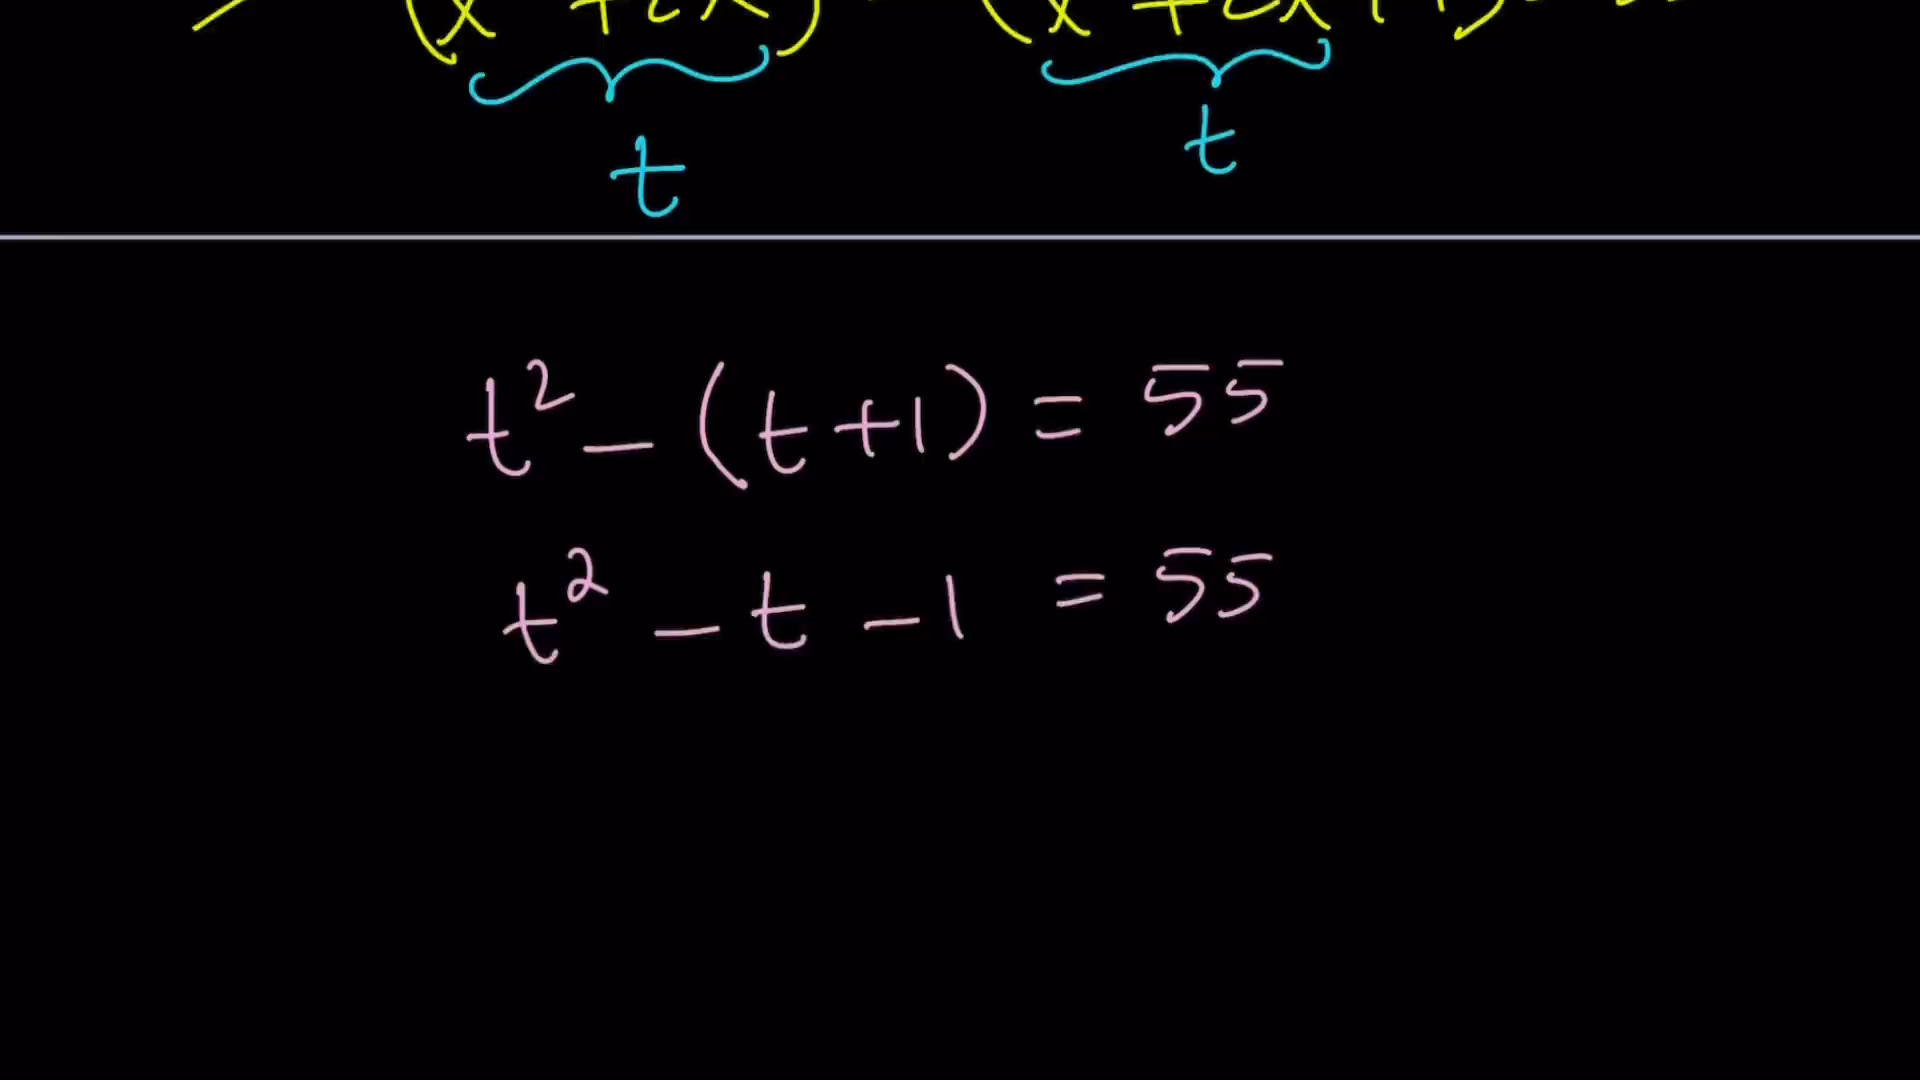 t t
t² - (t+1) = 55
t² - t - 1 = 55